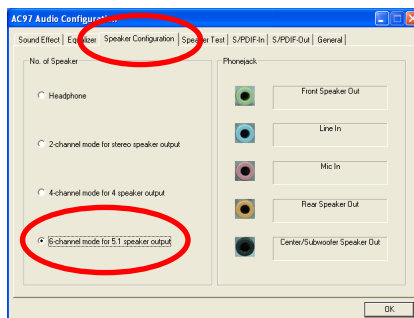 AC97 Audio Configuration
Sound Effect Equalizer Speaker Configuration Speaker Test S/PDIF-In S/PDIF-Out General
No. of Speaker
Phonejack
Headphone
Front Speaker Out
Line In
2-channel mode for stereo speaker output
Mic In
4-channel mode for 4 speaker output
Rear Speaker Out
6-channel mode for 5.1 speaker output
Center/Subwoofer Speaker Out
OK